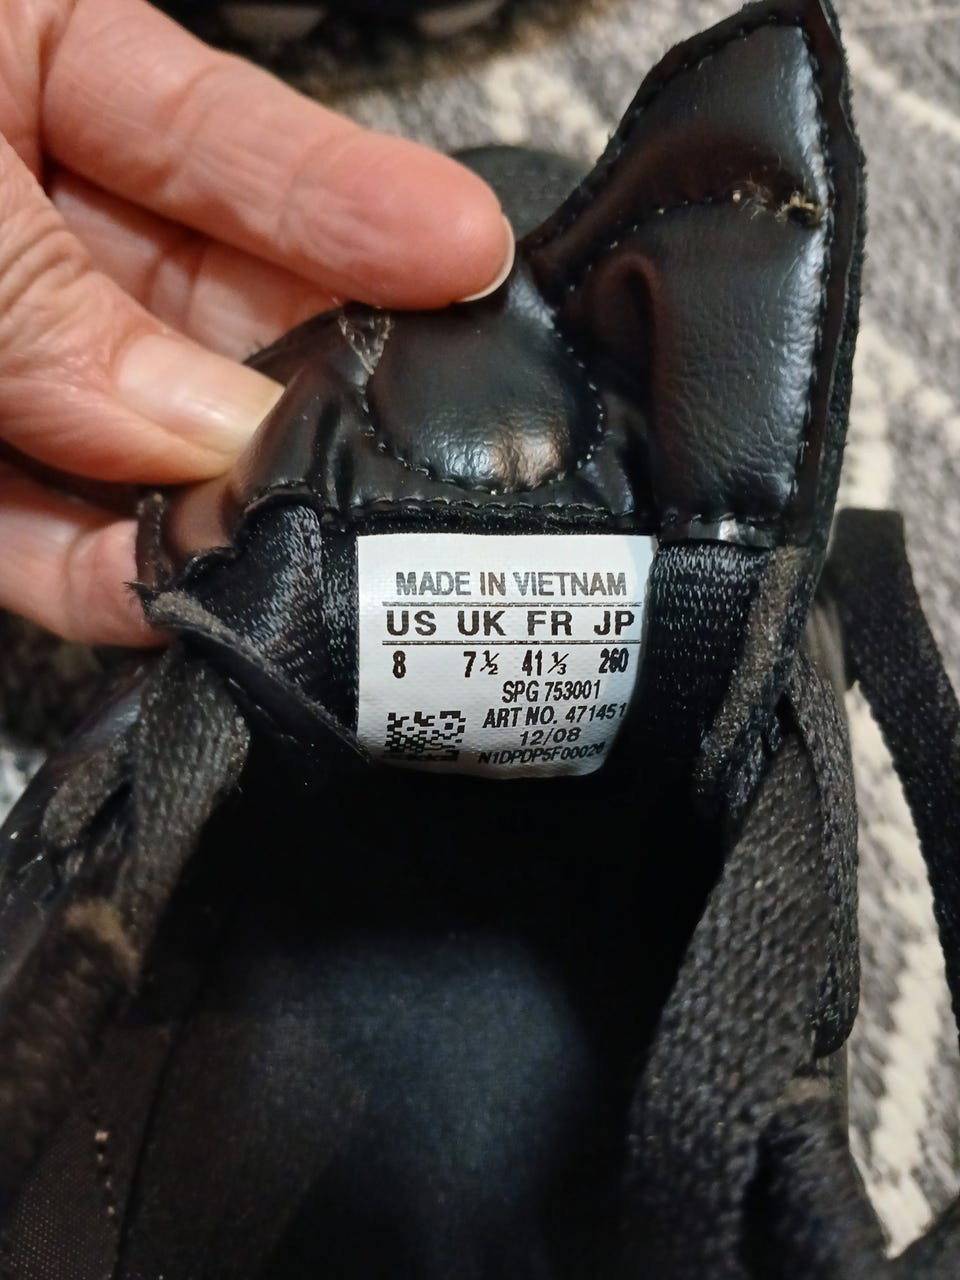 MADE IN VIETNAM
US UK FR JP
8 7½ 41⅓ 260
SPG 753001
ART NO. 471451
12/08